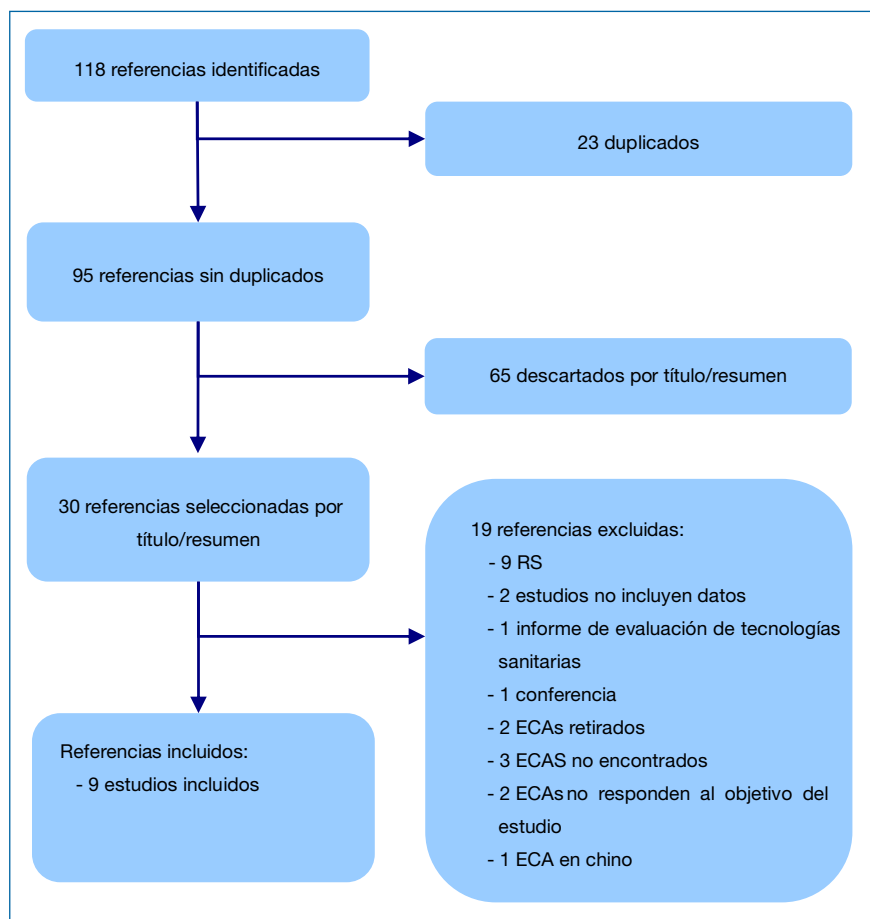 118 referencias identificadas
23 duplicados
95 referencias sin duplicados
65 descartados por título/resumen
30 referencias seleccionadas por
título/resumen
19 referencias excluidas:
- 9 RS
- 2 estudios no incluyen datos
- 1 informe de evaluación de tecnologías
sanitarias
- 1 conferencia
- 2 ECAs retirados
- 3 ECAS no encontrados
- 2 ECAs no responden al objetivo del
estudio
- 1 ECA en chino
Referencias incluidos:
- 9 estudios incluidos